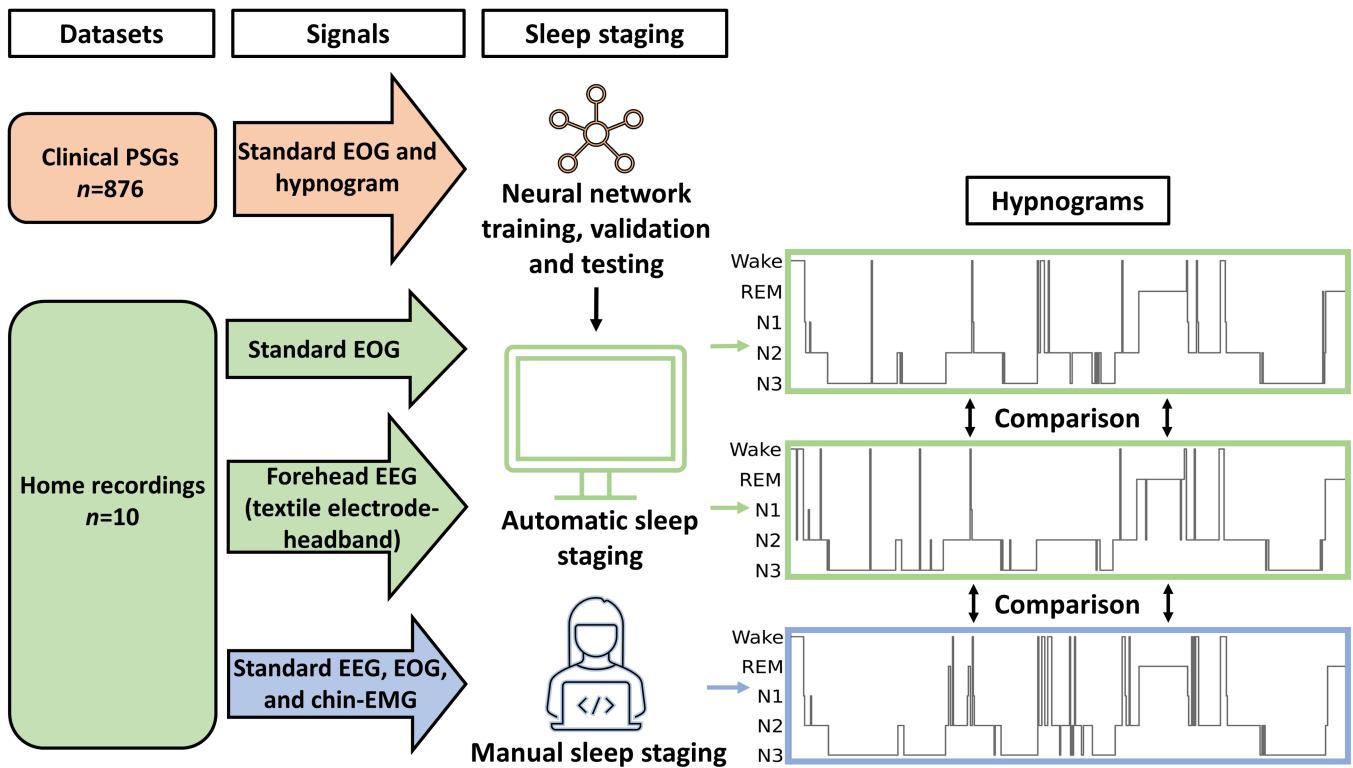 Datasets
Signals
Sleep staging
Clinical PSGs
n=876
Standard EOG and
hypnogram
Neural network
training, validation
and testing
Hypnograms
Home recordings
n=10
Standard EOG
Forehead EEG
(textile electrode-
headband)
Standard EEG, EOG,
and chin-EMG
Automatic sleep
staging
</>
Manual sleep staging
Wake
REM
N1
N2
N3
Comparison
Wake
REM
N1
N2
N3
Comparison
Wake
REM
N1
N2
N3